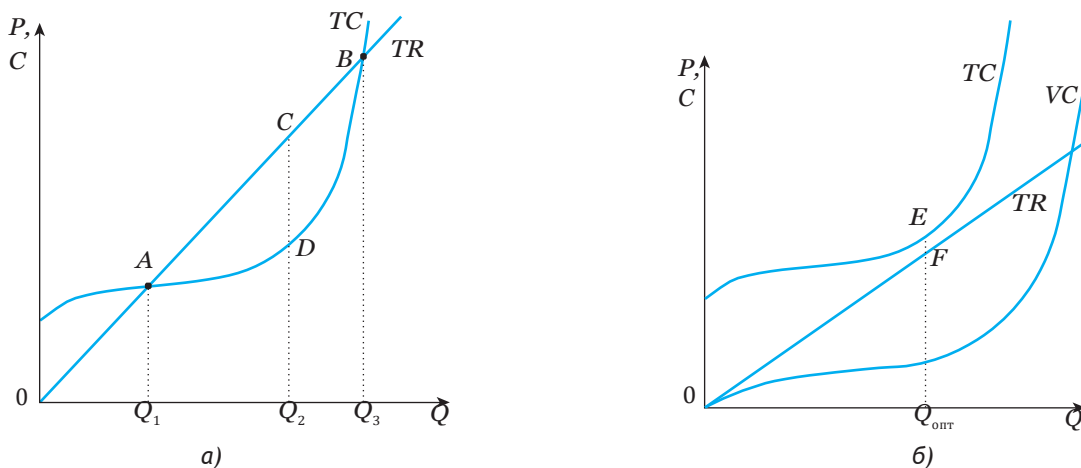 P,
C
TC
B
TR
C
A
D
0
Q1
Q2
Q3
Q
а)
P,
C
TC
VC
E
TR
F
0
Qопт
Q
б)